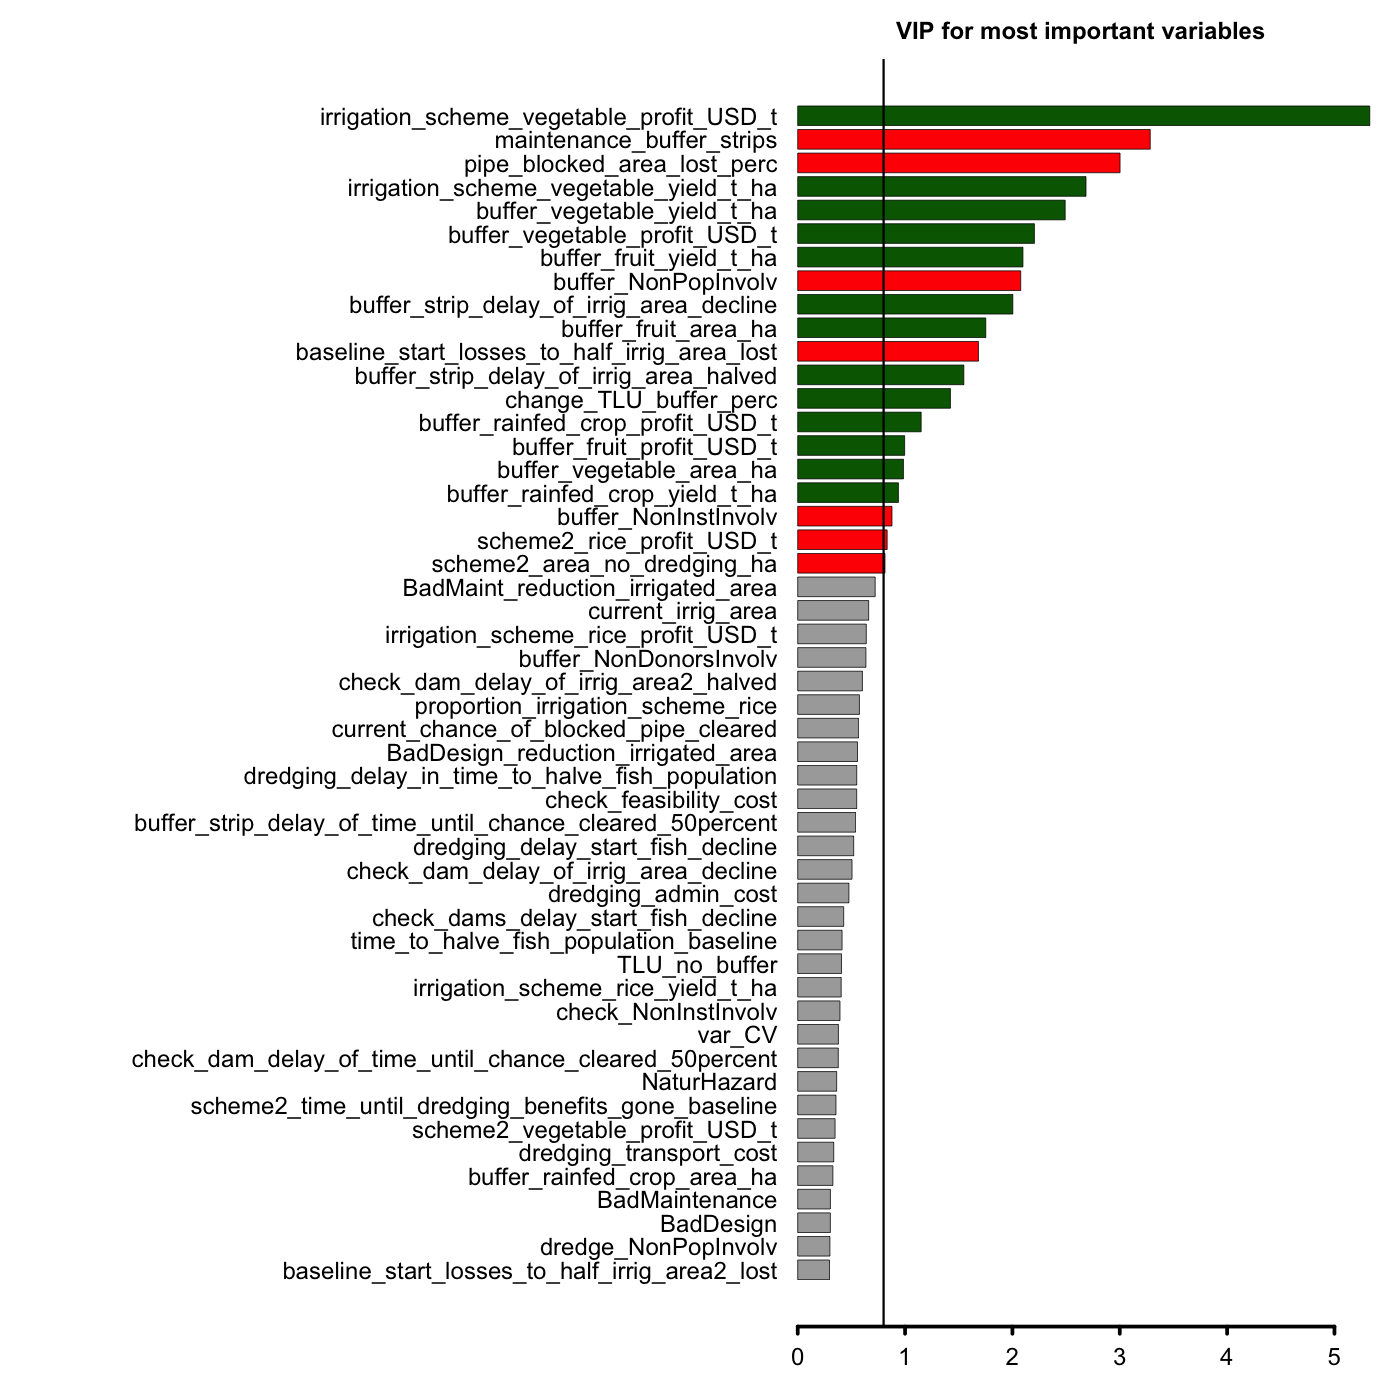 VIP for most important variables
irrigation_scheme_vegetable_profit_USD_t
maintenance_buffer_strips
pipe_blocked_area_lost_perc
irrigation_scheme_vegetable_yield_t_ha
buffer_vegetable_yield_t_ha
buffer_vegetable_profit_USD_t
buffer_fruit_yield_t_ha
buffer_NonPopInvolv
buffer_strip_delay_of_irrig_area_decline
buffer_fruit_area_ha
baseline_start_losses_to_half_irrig_area_lost
buffer_strip_delay_of_irrig_area_halved
change_TLU_buffer_perc
buffer_rainfed_crop_profit_USD_t
buffer_fruit_profit_USD_t
buffer_vegetable_area_ha
buffer_rainfed_crop_yield_t_ha
buffer_NonInstInvolv
scheme2_rice_profit_USD_t
scheme2_area_no_dredging_ha
BadMaint_reduction_irrigated_area
current_irrig_area
irrigation_scheme_rice_profit_USD_t
buffer_NonDonorsInvolv
check_dam_delay_of_irrig_area2_halved
proportion_irrigation_scheme_rice
current_chance_of_blocked_pipe_cleared
BadDesign_reduction_irrigated_area
dredging_delay_in_time_to_halve_fish_population
check_feasibility_cost
buffer_strip_delay_of_time_until_chance_cleared_50percent
dredging_delay_start_fish_decline
check_dam_delay_of_irrig_area_decline
dredging_admin_cost
check_dams_delay_start_fish_decline
time_to_halve_fish_population_baseline
TLU_no_buffer
irrigation_scheme_rice_yield_t_ha
check_NonInstInvolv
var_CV
check_dam_delay_of_time_until_chance_cleared_50percent
NaturHazard
scheme2_time_until_dredging_benefits_gone_baseline
scheme2_vegetable_profit_USD_t
dredging_transport_cost
buffer_rainfed_crop_area_ha
BadMaintenance
BadDesign
dredge_NonPopInvolv
baseline_start_losses_to_half_irrig_area2_lost
0 1 2 3 4 5